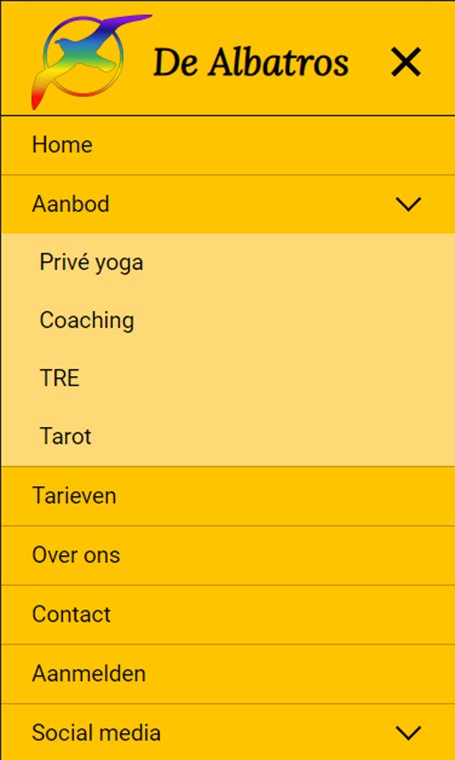 De Albatros
Home
Aanbod
Privé yoga
Coaching
TRE
Tarot
Tarieven
Over ons
Contact
Aanmelden
Social media